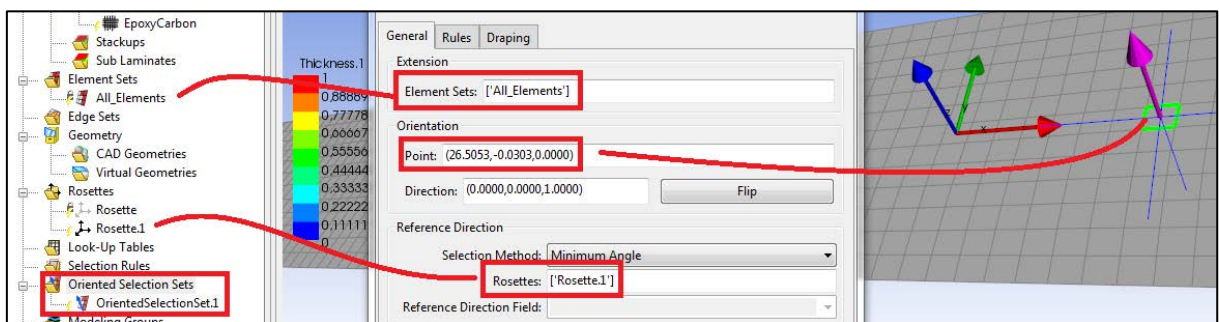 EpoxyCarbon
Stackups
Sub Laminates
Element Sets
All_Elements
Edge Sets
Geometry
CAD Geometries
Virtual Geometries
Rosettes
Rosette
Rosette.1
Look-Up Tables
Selection Rules
Oriented Selection Sets
OrientedSelectionSet.1
Modeling Groups
Thickness.1
1
0,88889
0,77778
0,66667
0,55556
0,44444
0,33333
0,22222
0,11111
0
General Rules Draping
Extension
Element Sets: ['All_Elements']
Orientation
Point: (26.5053,-0.0303,0.0000)
Direction: (0.0000,0.0000,1.0000) Flip
Reference Direction
Selection Method: Minimum Angle
Rosettes: ['Rosette.1']
Reference Direction Field:
z y x